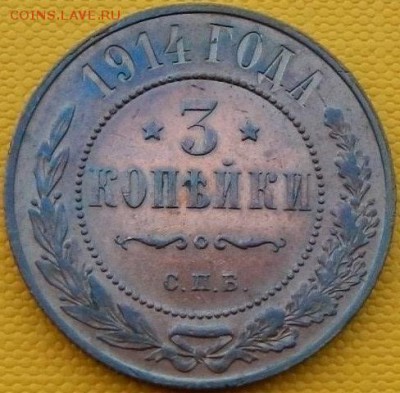 COINS.LAVE.RU
1914 ГОДА
3
КОПѢЙКИ
С.П.Б.